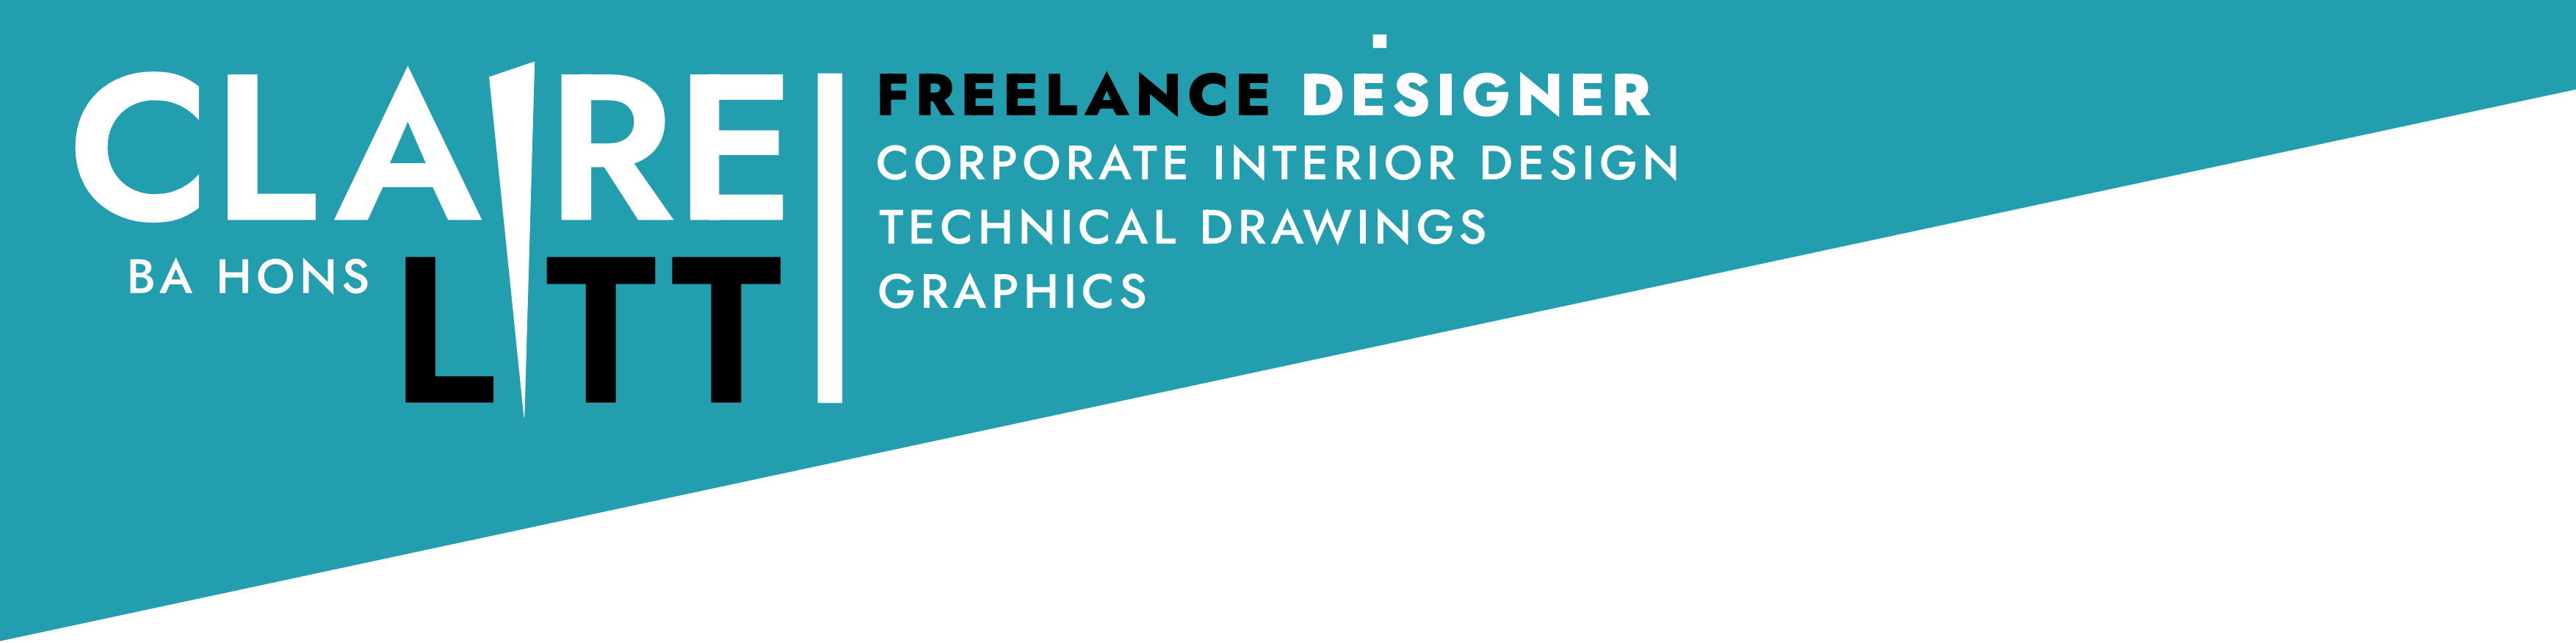 CLAIRE
BA HONS LITT
FREELANCE DESIGNER
CORPORATE INTERIOR DESIGN
TECHNICAL DRAWINGS
GRAPHICS